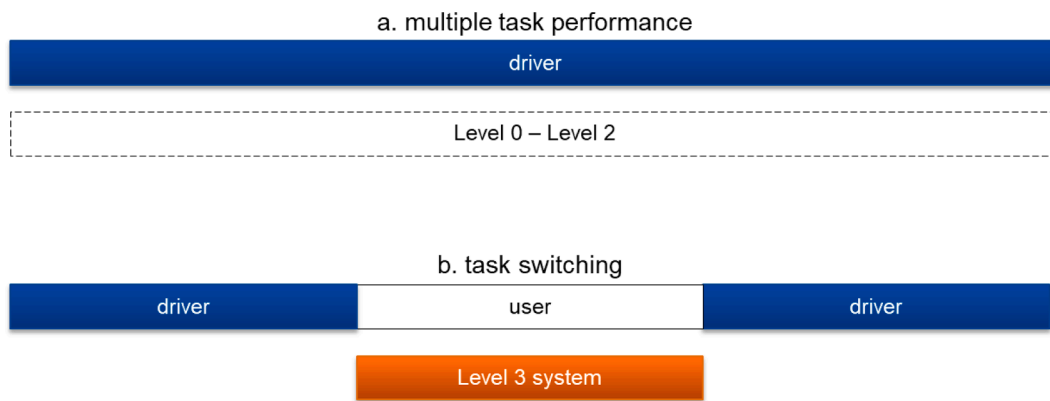 a. multiple task performance
driver
Level 0 – Level 2
b. task switching
driver user driver
Level 3 system